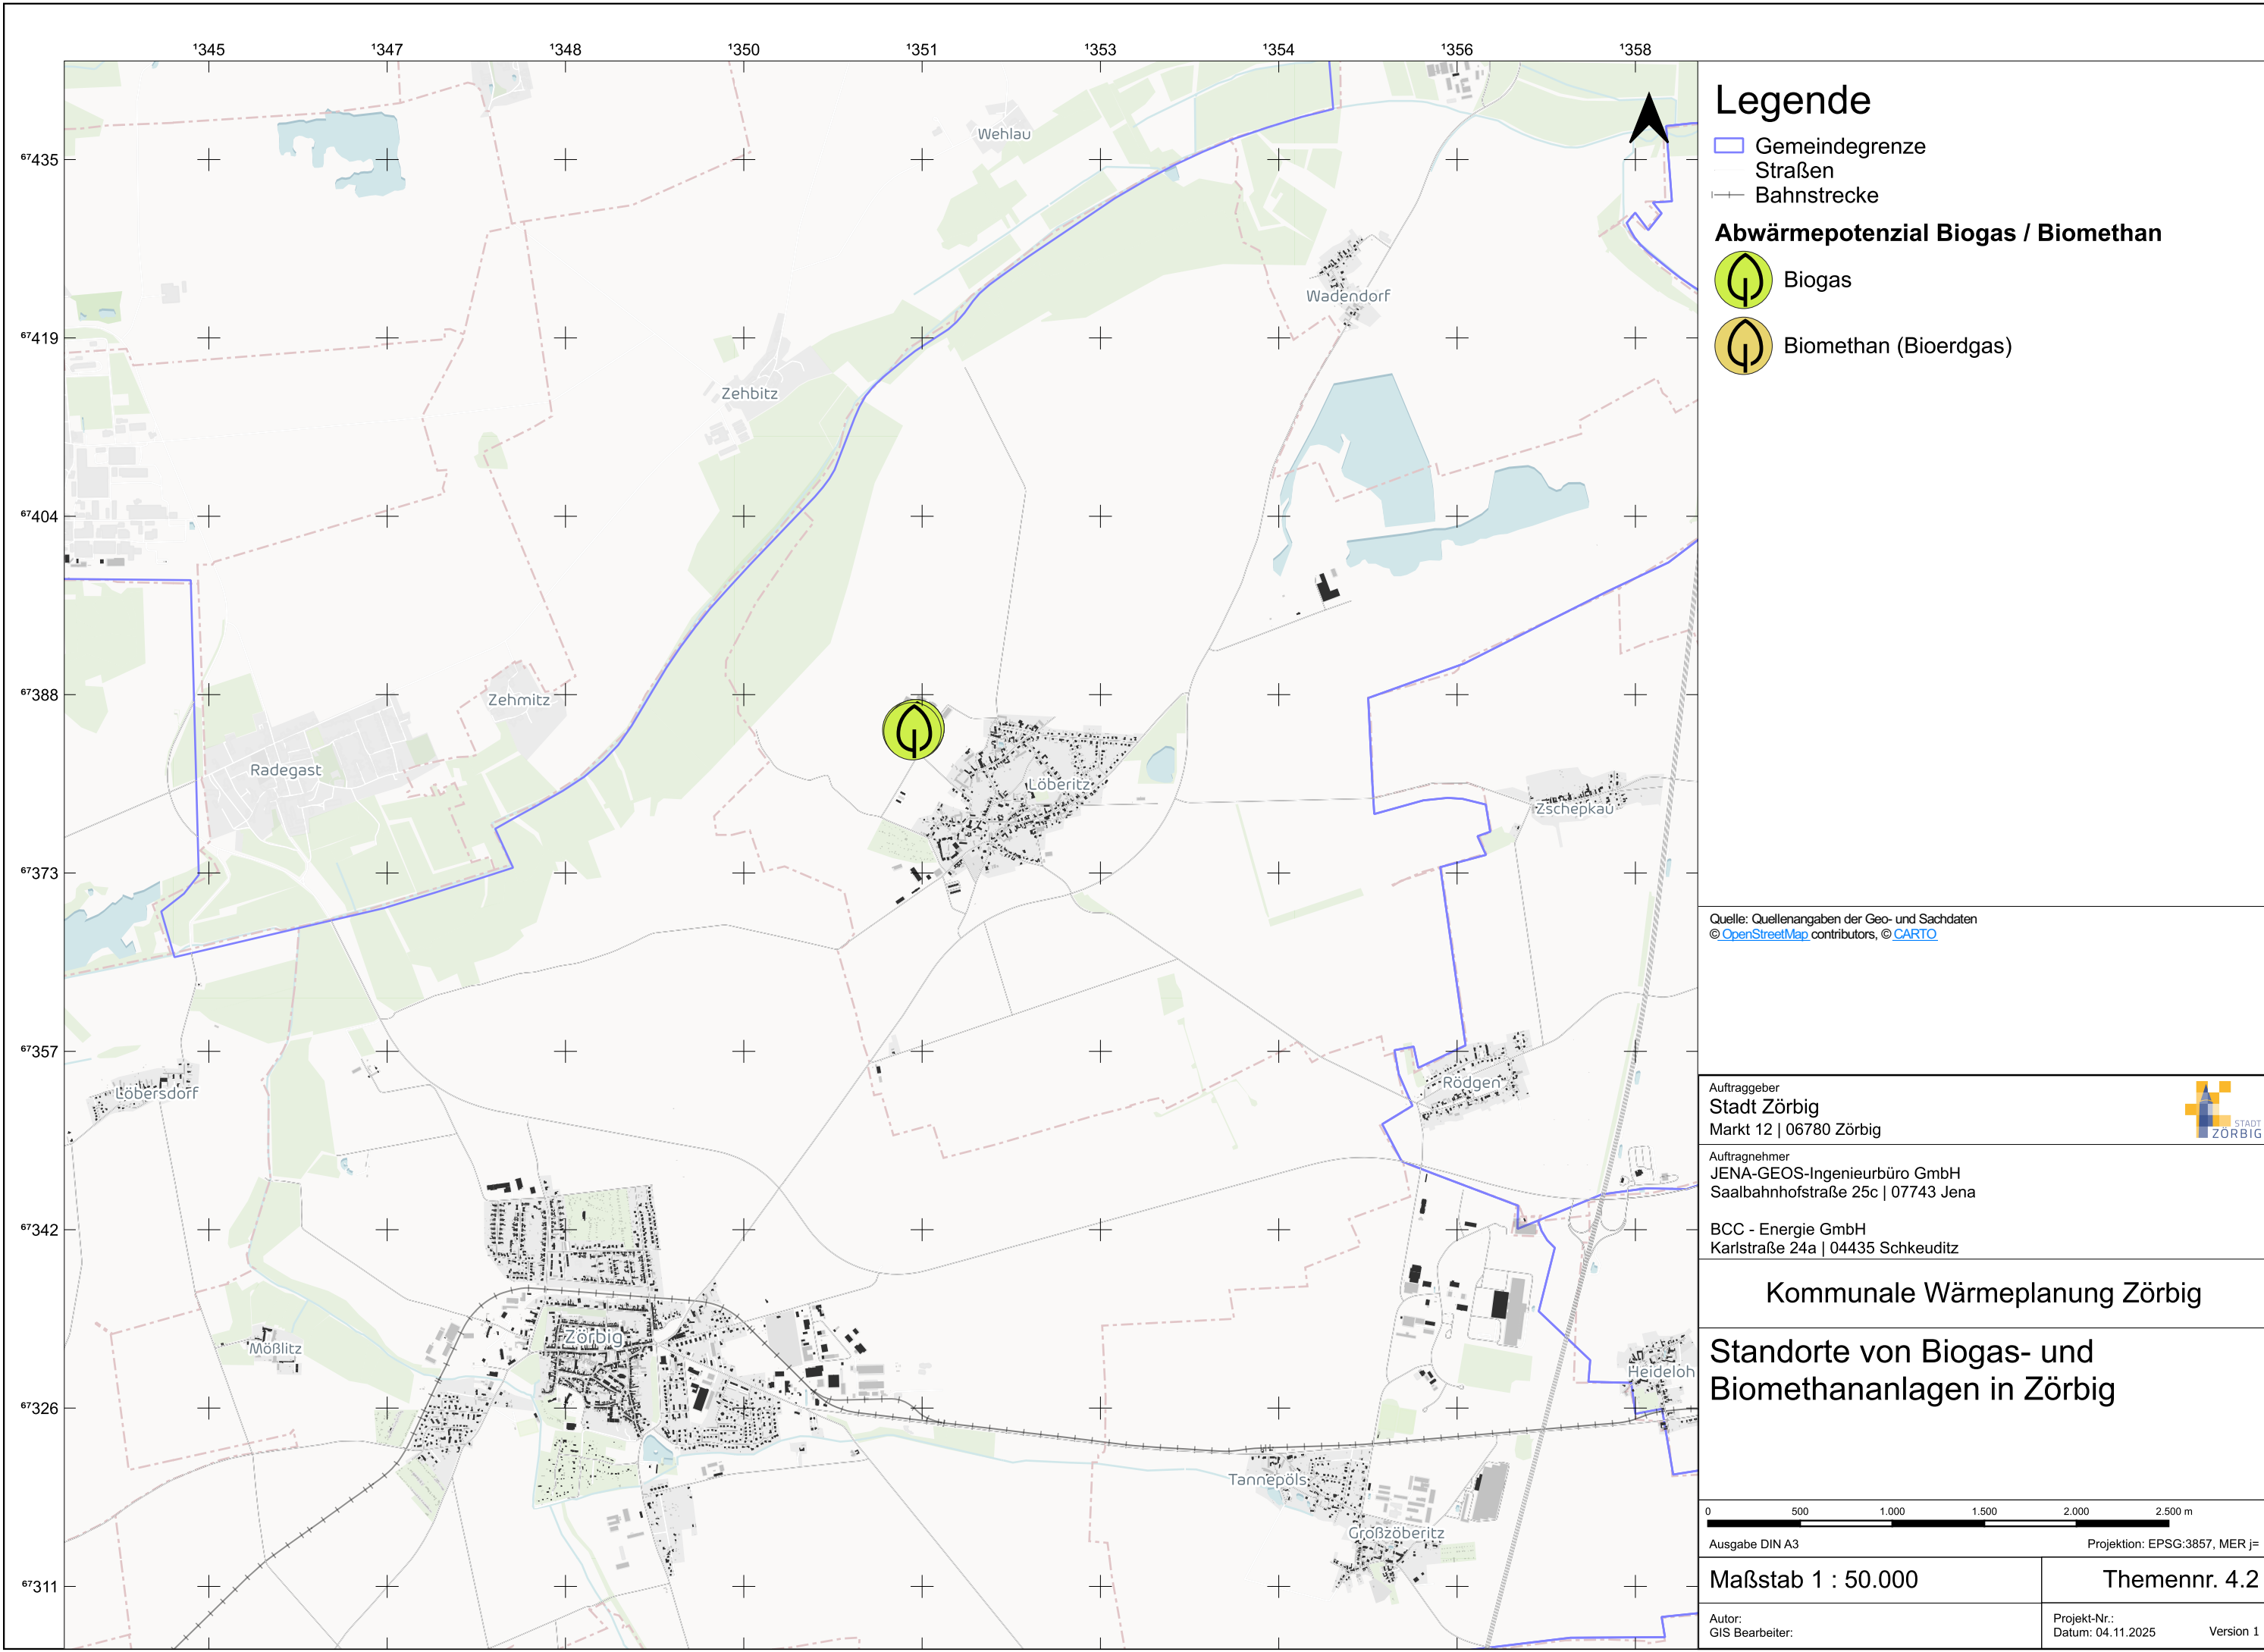 ¹345 ¹347 ¹348 ¹350 ¹351 ¹353 ¹354 ¹356 ¹358
⁶⁷435
⁶⁷419
⁶⁷404
⁶⁷388
⁶⁷373
⁶⁷357
⁶⁷342
⁶⁷326
⁶⁷311
Wehlau
Wadendorf
Zehbitz
Zehmitz
Radegast
Löberitz
Zschepkau
Rödgen
Löbersdorf
Zörbig
Mößlitz
Heideloh
Tannepöls
Großzöberitz
Legende
Gemeindegrenze
Straßen
Bahnstrecke
Abwärmepotenzial Biogas / Biomethan
Biogas
Biomethan (Bioerdgas)
Quelle: Quellenangaben der Geo- und Sachdaten
© OpenStreetMap contributors, © CARTO
Auftraggeber
Stadt Zörbig
Markt 12 | 06780 Zörbig
STADT
ZÖRBIG
Auftragnehmer
JENA-GEOS-Ingenieurbüro GmbH
Saalbahnhofstraße 25c | 07743 Jena
BCC - Energie GmbH
Karlstraße 24a | 04435 Schkeuditz
Kommunale Wärmeplanung Zörbig
Standorte von Biogas- und
Biomethananlagen in Zörbig
0 500 1.000 1.500 2.000 2.500 m
Ausgabe DIN A3 Projektion: EPSG:3857, MER j=
Maßstab 1 : 50.000 Themennr. 4.2
Autor: Projekt-Nr.:
GIS Bearbeiter: Datum: 04.11.2025 Version 1